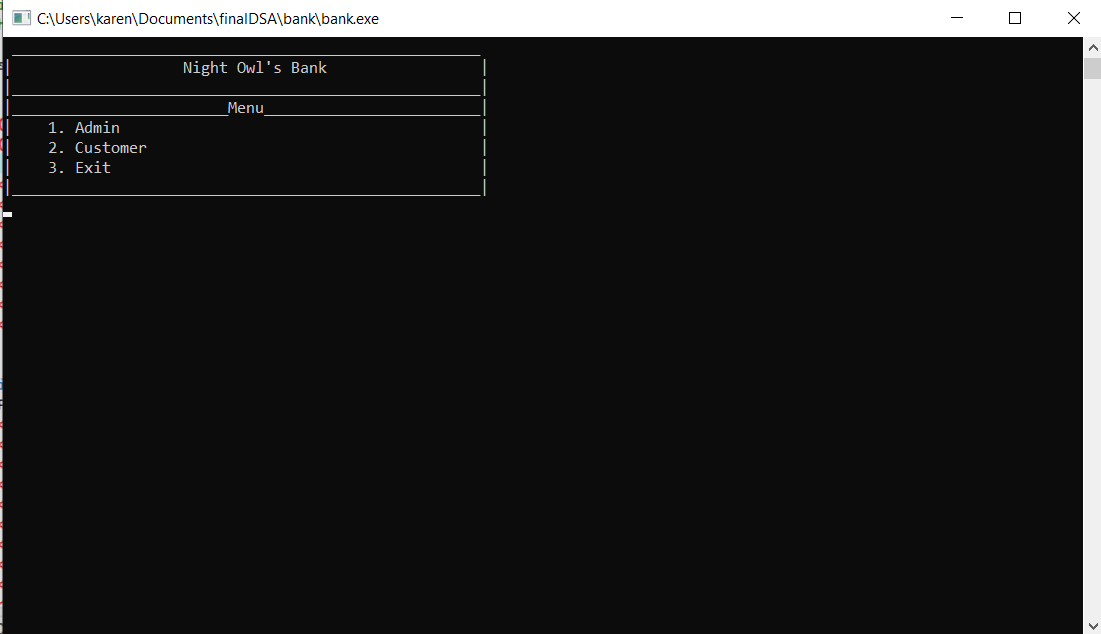 C:\Users\karen\Documents\finalDSA\bank\bank.exe
Night Owl's Bank
Menu
1. Admin
2. Customer
3. Exit